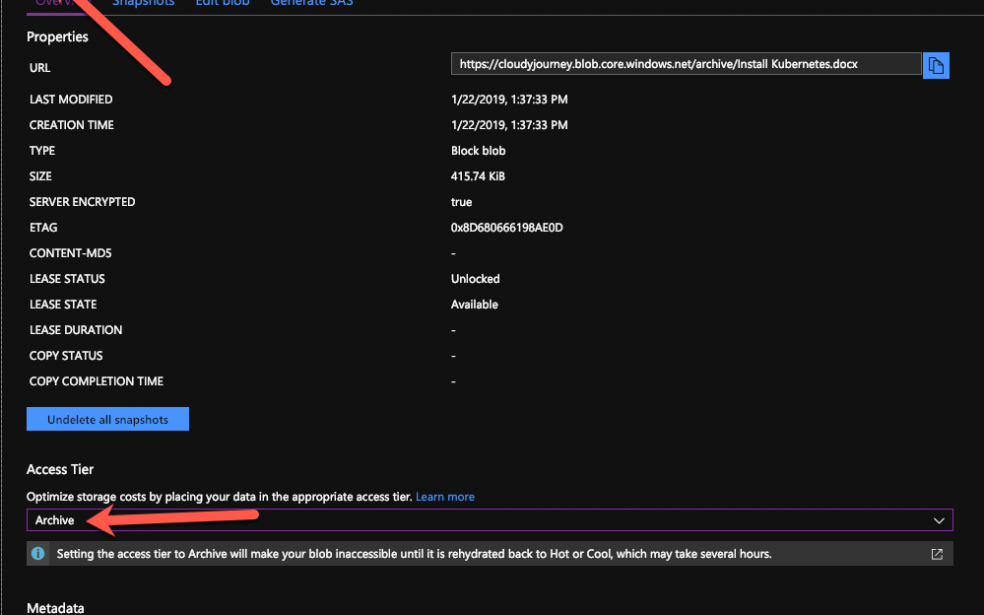 Snapshots Edit blob Generate SAS
Properties
URL https://cloudyjourney.blob.core.windows.net/archive/Install Kubernetes.docx
LAST MODIFIED 1/22/2019, 1:37:33 PM
CREATION TIME 1/22/2019, 1:37:33 PM
TYPE Block blob
SIZE 415.74 KiB
SERVER ENCRYPTED true
ETAG 0x8D680666198AE0D
CONTENT-MD5 -
LEASE STATUS Unlocked
LEASE STATE Available
LEASE DURATION -
COPY STATUS -
COPY COMPLETION TIME -
Undelete all snapshots
Access Tier
Optimize storage costs by placing your data in the appropriate access tier. Learn more
Archive
Setting the access tier to Archive will make your blob inaccessible until it is rehydrated back to Hot or Cool, which may take several hours.
Metadata